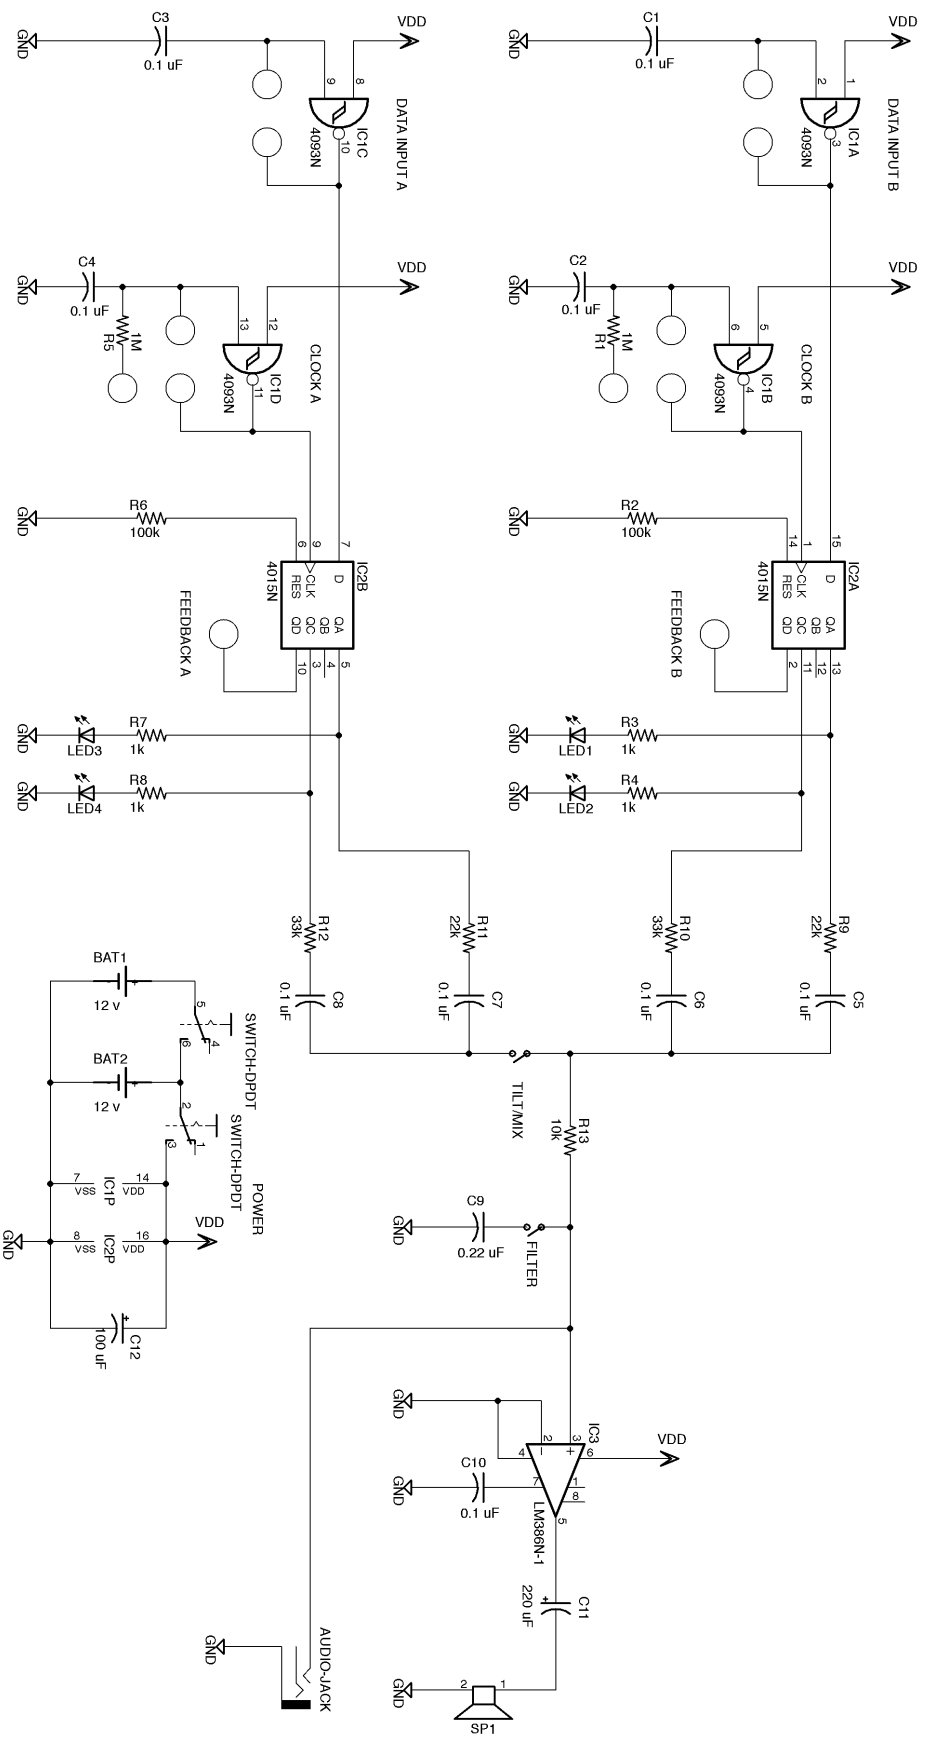 C3
0.1 uF
GND
VDD
9
8
IC1C
4093N
10
DATA INPUT A
C1
0.1 uF
GND
VDD
2
1
IC1A
4093N
3
DATA INPUT B
C4
0.1 uF
GND
VDD
1M
R5
13
12
IC1D
4093N
11
CLOCK A
C2
0.1 uF
GND
VDD
1M
R1
6
5
IC1B
4093N
4
CLOCK B
R6
100k
GND
6
9
7
IC2B
4015N
D
CLK
RES
QA
QB
QC
QD
10
3
4
5
FEEDBACK A
R2
100k
GND
14
1
15
IC2A
4015N
D
CLK
RES
QA
QB
QC
QD
2
11
12
13
FEEDBACK B
GND
LED3
R7
1k
GND
LED1
R3
1k
GND
LED4
R8
1k
GND
LED2
R4
1k
R12
33k
R11
22k
R10
33k
R9
22k
C8
0.1 uF
C7
0.1 uF
C6
0.1 uF
C5
0.1 uF
TILT/MIX
R13
10k
BAT1
12 v
5
4
6
SWITCH-DPDT
BAT2
12 v
2
1
3
SWITCH-DPDT
POWER
7
VSS
IC1P
14
VDD
8
VSS
IC2P
16
VDD
VDD
GND
C12
100 uF
C9
0.22 uF
GND
FILTER
GND
2
3
IC3
4
6
VDD
C10
0.1 uF
GND
7
1
8
LM386N-1
5
C11
220 uF
AUDIO-JACK
GND
GND
2
1
SP1